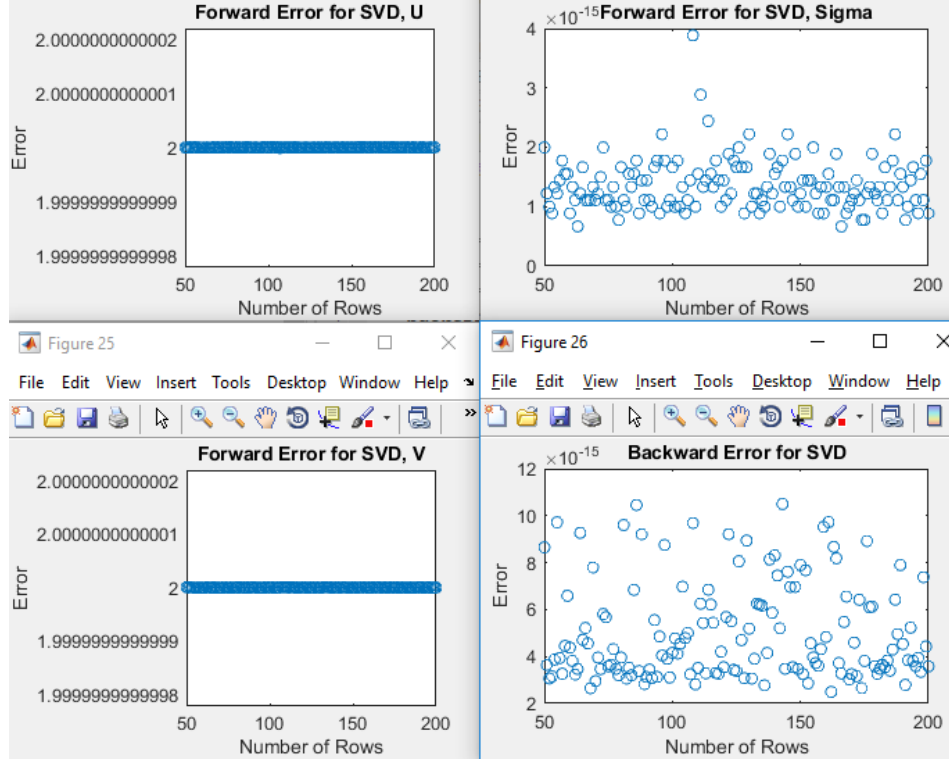 Forward Error for SVD, U
2.0000000000002
2.0000000000001
2
1.9999999999999
1.9999999999998
Error
50 100 150 200
Number of Rows
×10-15 Forward Error for SVD, Sigma
4
3
2
1
0
Error
50 100 150 200
Number of Rows
Figure 25
File Edit View Insert Tools Desktop Window Help
Forward Error for SVD, V
2.0000000000002
2.0000000000001
2
1.99999999999999
1.99999999999998
Error
50 100 150 200
Number of Rows
Figure 26
File Edit View Insert Tools Desktop Window Help
×10-15 Backward Error for SVD
12
10
8
6
4
2
Error
50 100 150 200
Number of Rows